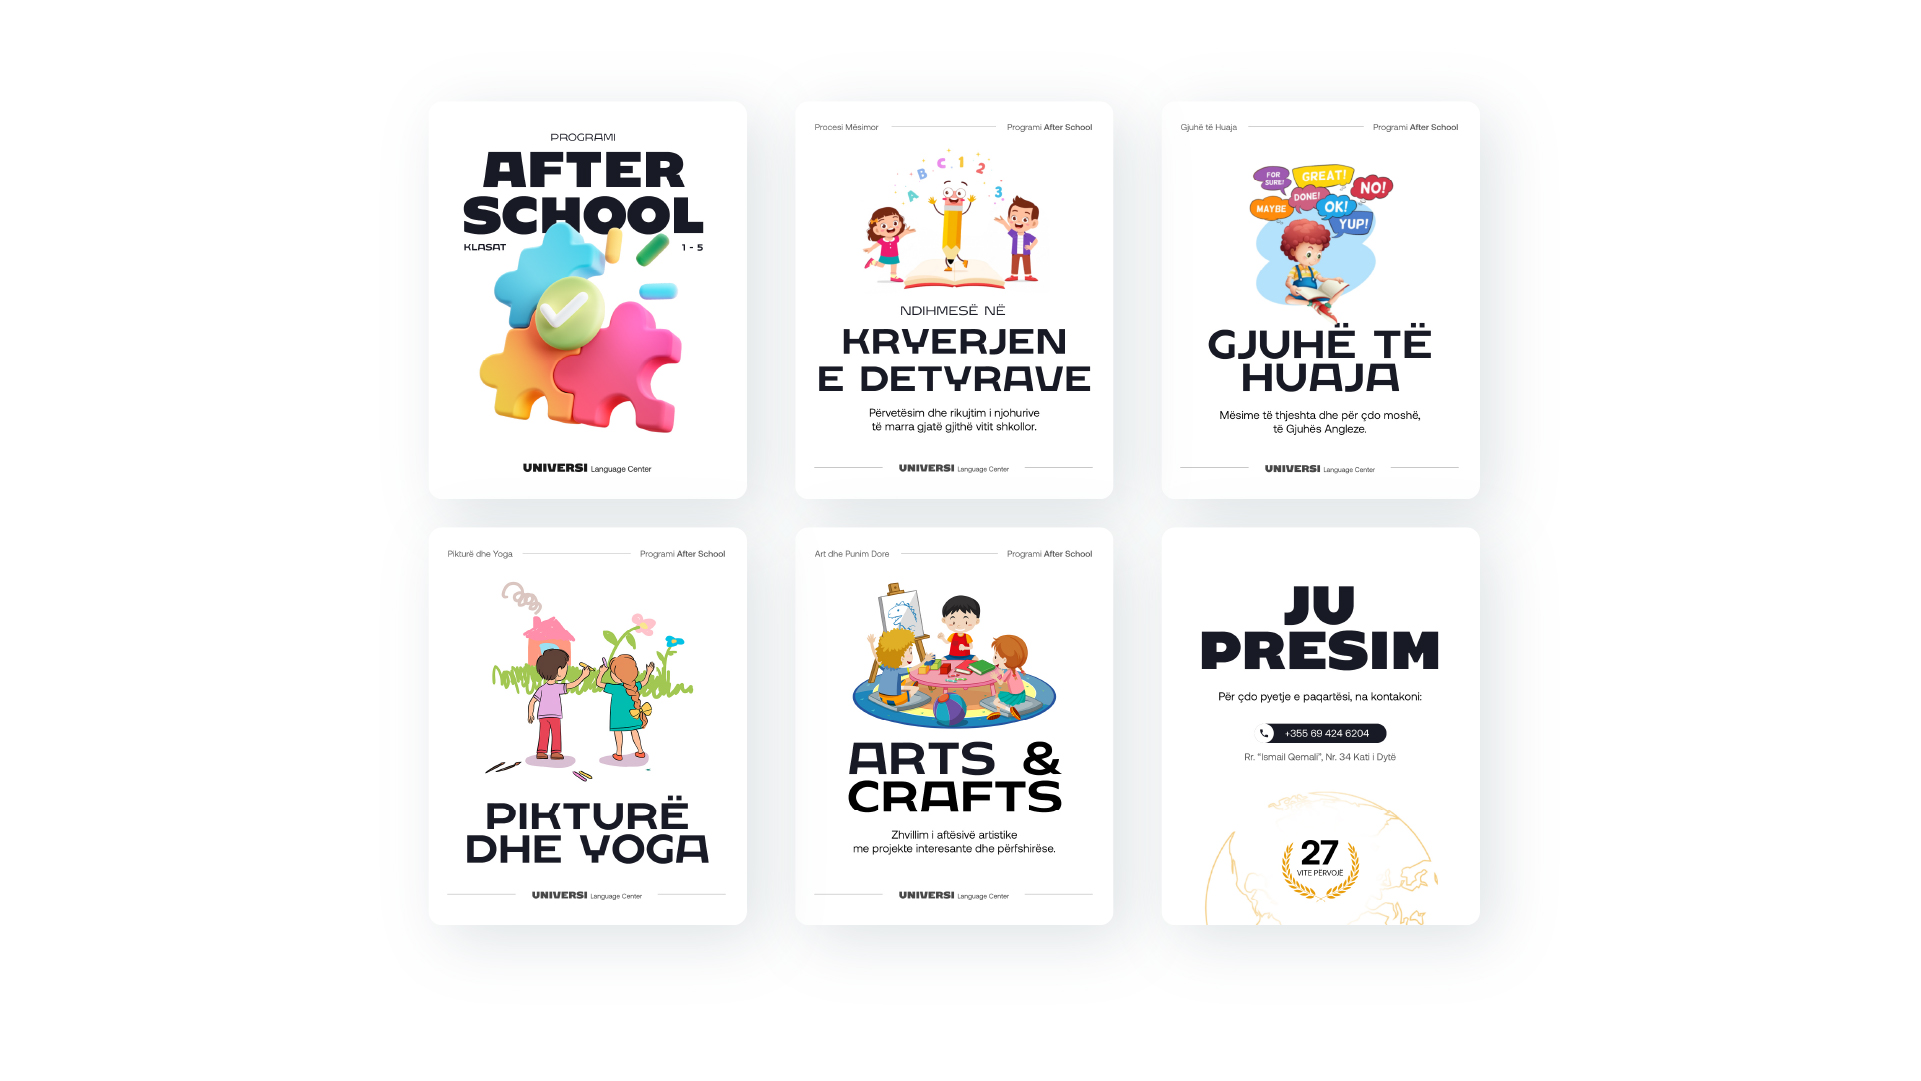 PROGRAMI
AFTER
SCHOOL
KLASAT 1 - 5
UNIVERSI Language Center
Procesi Mësimor Programi After School
A B C 1 2 3
NDIHMESË NË
KRYERJEN
E DETYRAVE
Përvetësim dhe rikujtim i njohurive
të marra gjatë gjithë vitit shkollor.
UNIVERSI Language Center
Gjuhë të Huaja Programi After School
FOR
SURE!
GREAT!
NO!
DONE!
MAYBE
OK!
YUP!
GJUHË TË
HUAJA
Mësime të thjeshta dhe për çdo moshë,
të Gjuhës Angleze.
UNIVERSI Language Center
Pikturë dhe Yoga Programi After School
PIKTURË
DHE YOGA
UNIVERSI Language Center
Art dhe Punim Dore Programi After School
ARTS &
CRAFTS
Zhvillim i aftësivë artistike
me projekte interesante dhe përfshirëse.
UNIVERSI Language Center
JU
PRESIM
Për çdo pyetje e paqartësi, na kontakoni:
+355 69 424 6204
Rr. "Ismail Qemali", Nr. 34 Kati i Dytë
27
VITE PËRVOJË